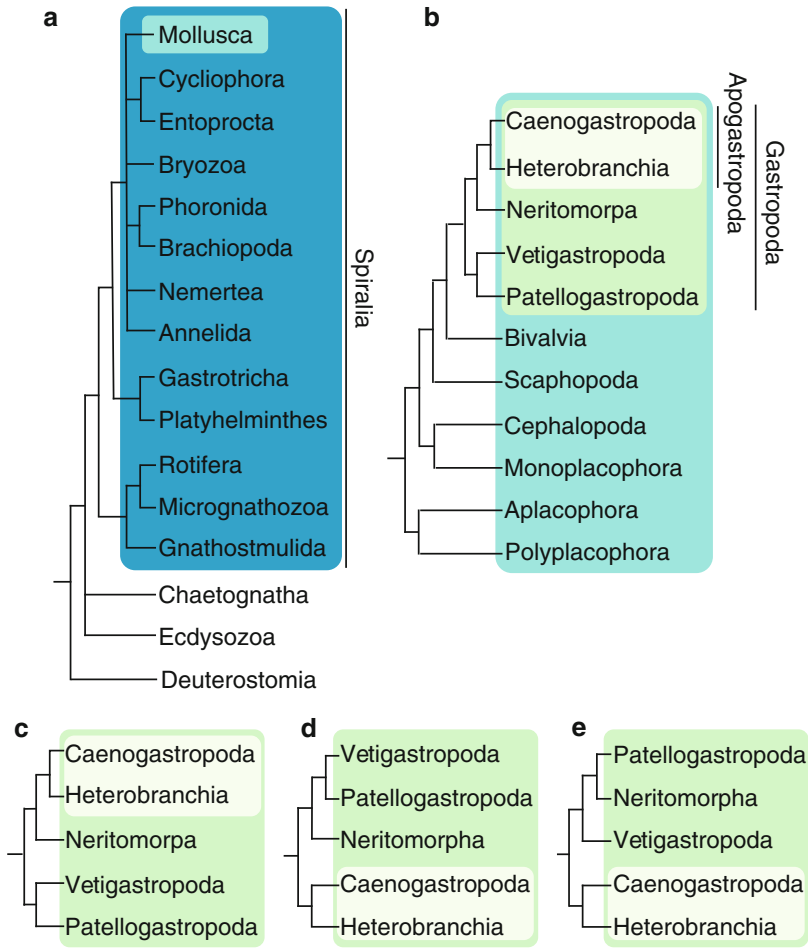 a
Mollusca
Cycliophora
Entoprocta
Bryozoa
Phoronida
Brachiopoda
Nemertea
Annelida
Gastrotricha
Platyhelminthes
Rotifera
Micrognathozoa
Gnathostmulida
Chaetognatha
Ecdysozoa
Deuterostomia
Spiralia
b
Caenogastropoda
Heterobranchia
Neritomorpa
Vetigastropoda
Patellogastropoda
Bivalvia
Scaphopoda
Cephalopoda
Monoplacophora
Aplacophora
Polyplacophora
Apogastropoda
Gastropoda
c
Caenogastropoda
Heterobranchia
Neritomorpa
Vetigastropoda
Patellogastropoda
d
Vetigastropoda
Patellogastropoda
Neritomorpha
Caenogastropoda
Heterobranchia
e
Patellogastropoda
Neritomorpha
Vetigastropoda
Caenogastropoda
Heterobranchia